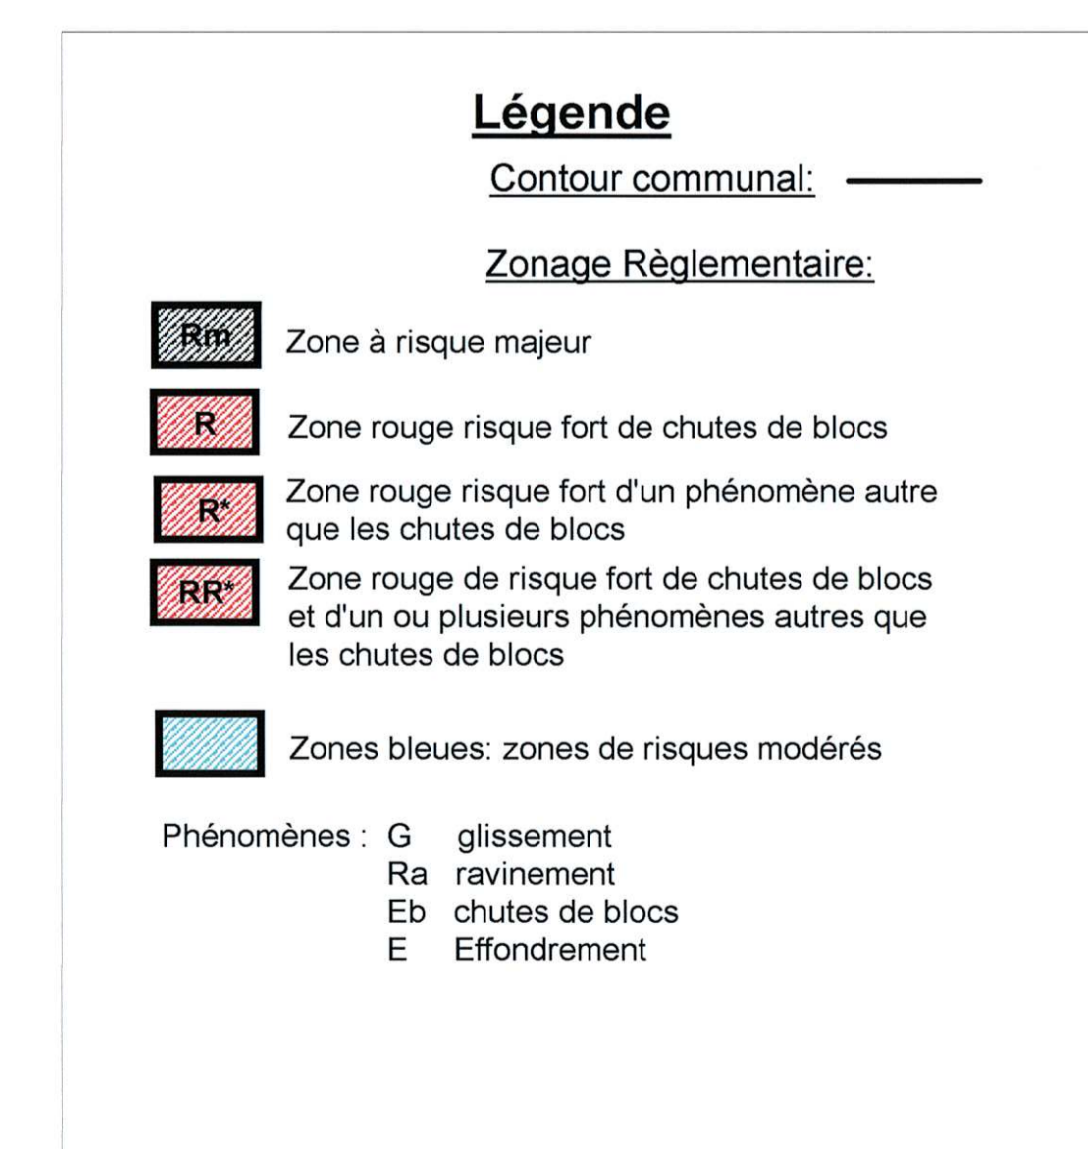 Légende
Contour communal:
Zonage Règlementaire:
Rm Zone à risque majeur
R Zone rouge risque fort de chutes de blocs
R* Zone rouge risque fort d'un phénomène autre
que les chutes de blocs
RR* Zone rouge de risque fort de chutes de blocs
et d'un ou plusieurs phénomènes autres que
les chutes de blocs
Zones bleues: zones de risques modérés
Phénomènes : G glissement
Ra ravinement
Eb chutes de blocs
E Effondrement